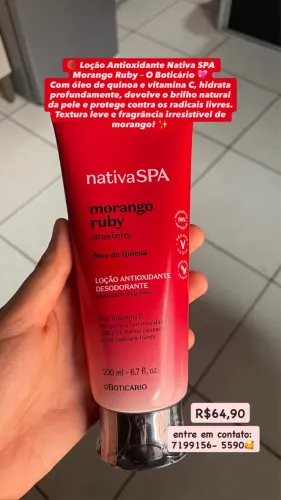 🍓 Loção Antioxidante Nativa SPA
Morango Ruby - O Boticário 💖
Com óleo de quinoa e vitamina C, hidrata
profundamente, devolve o brilho natural
da pele e protege contra os radicais livres.
Textura leve e fragrância irresistível de
morango! ✨
nativaSPA
morango
ruby
strawberry
Óleo de Quinoa
LOÇÃO ANTIOXIDANTE
DESODORANTE
200 ml - 6.7 fl. oz.
oBOTICÁRIO
R$64,90
entre em contato:
7199156- 5590🥰